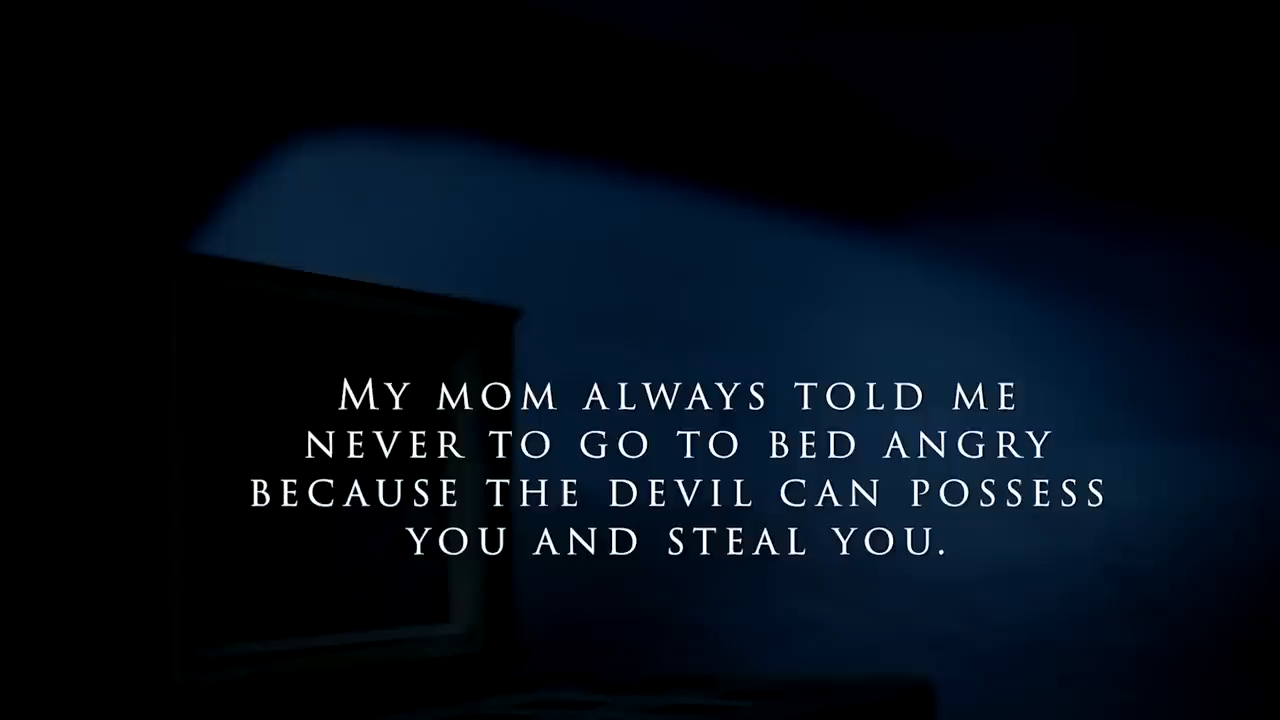 My mom always told me
never to go to bed angry
because the devil can possess
you and steal you.